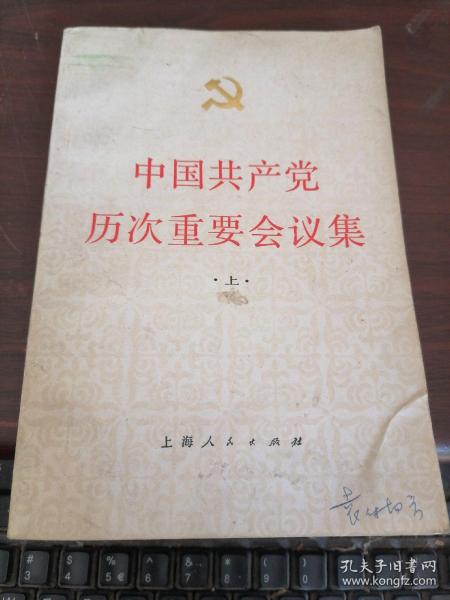 中国共产党
历次重要会议集
·上·
上海人民出版社
孔夫子旧书网
www.kongfz.com